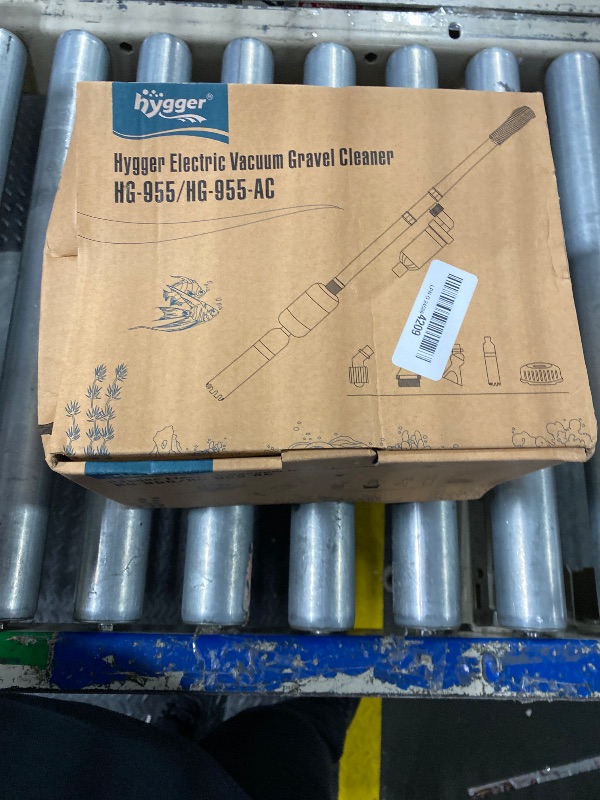 hygger®
Hygger Electric Vacuum Gravel Cleaner
HG-955/HG-955-AC
4209